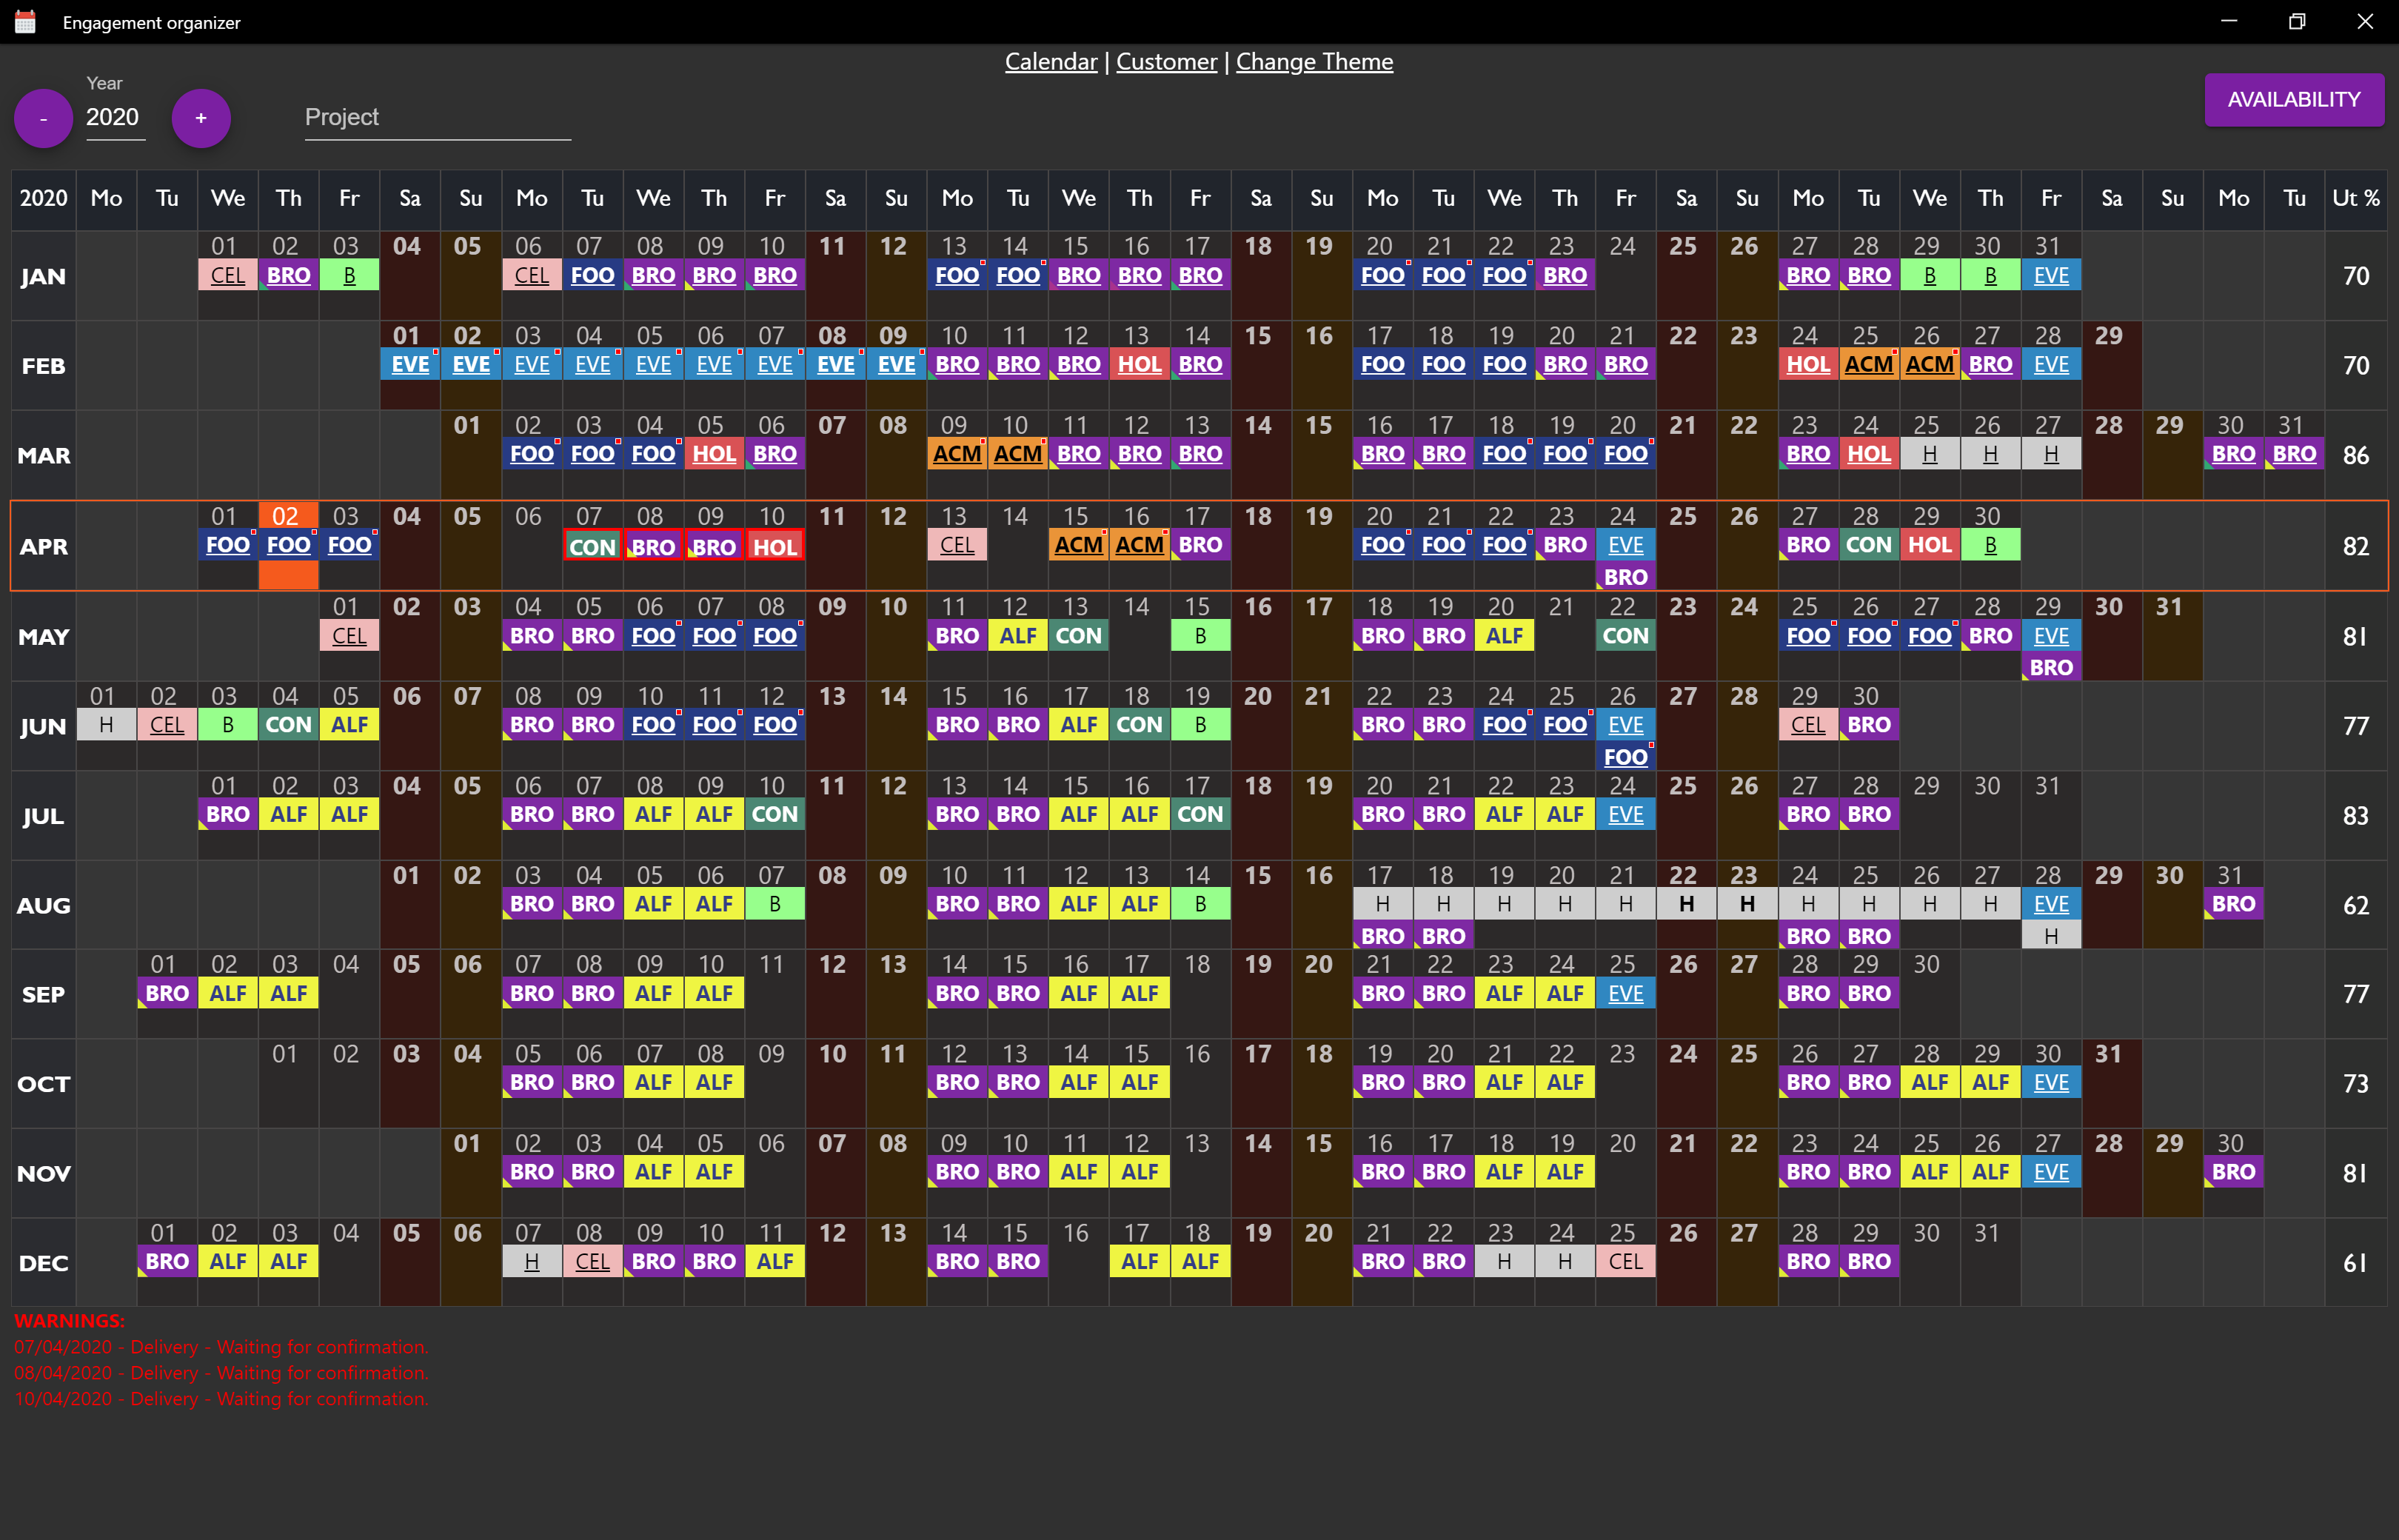 Engagement organizer
Calendar | Customer | Change Theme
Year
- 2020 + Project AVAILABILITY
2020 Mo Tu We Th Fr Sa Su Mo Tu We Th Fr Sa Su Mo Tu We Th Fr Sa Su Mo Tu We Th Fr Sa Su Mo Tu We Th Fr Sa Su Mo Tu Ut %
01 02 03 04 05 06 07 08 09 10 11 12 13 14 15 16 17 18 19 20 21 22 23 24 25 26 27 28 29 30 31
JAN CEL BRO B CEL FOO BRO BRO BRO FOO FOO BRO BRO BRO FOO FOO FOO BRO BRO BRO B B EVE 70
01 02 03 04 05 06 07 08 09 10 11 12 13 14 15 16 17 18 19 20 21 22 23 24 25 26 27 28 29
FEB EVE EVE EVE EVE EVE EVE EVE EVE EVE BRO BRO BRO HOL BRO FOO FOO FOO BRO BRO HOL ACM ACM BRO EVE 70
01 02 03 04 05 06 07 08 09 10 11 12 13 14 15 16 17 18 19 20 21 22 23 24 25 26 27 28 29 30 31
MAR FOO FOO FOO HOL BRO ACM ACM BRO BRO BRO BRO BRO FOO FOO FOO BRO HOL H H H BRO BRO 86
01 02 03 04 05 06 07 08 09 10 11 12 13 14 15 16 17 18 19 20 21 22 23 24 25 26 27 28 29 30
APR FOO FOO FOO CON BRO BRO HOL CEL ACM ACM BRO FOO FOO FOO BRO EVE BRO CON HOL B 82
BRO
01 02 03 04 05 06 07 08 09 10 11 12 13 14 15 16 17 18 19 20 21 22 23 24 25 26 27 28 29 30 31
MAY CEL BRO BRO FOO FOO FOO BRO ALF CON B BRO BRO ALF CON FOO FOO FOO BRO EVE 81
BRO
01 02 03 04 05 06 07 08 09 10 11 12 13 14 15 16 17 18 19 20 21 22 23 24 25 26 27 28 29 30
JUN H CEL B CON ALF BRO BRO FOO FOO FOO BRO BRO ALF CON B BRO BRO FOO FOO EVE CEL BRO 77
FOO
01 02 03 04 05 06 07 08 09 10 11 12 13 14 15 16 17 18 19 20 21 22 23 24 25 26 27 28 29 30 31
JUL BRO ALF ALF BRO BRO ALF ALF CON BRO BRO ALF ALF CON BRO BRO ALF ALF EVE BRO BRO 83
01 02 03 04 05 06 07 08 09 10 11 12 13 14 15 16 17 18 19 20 21 22 23 24 25 26 27 28 29 30 31
AUG BRO BRO ALF ALF B BRO BRO ALF ALF B H H H H H H H H H H H EVE BRO 62
BRO BRO BRO BRO H
01 02 03 04 05 06 07 08 09 10 11 12 13 14 15 16 17 18 19 20 21 22 23 24 25 26 27 28 29 30
SEP BRO ALF ALF BRO BRO ALF ALF BRO BRO ALF ALF BRO BRO ALF ALF EVE BRO BRO 77
01 02 03 04 05 06 07 08 09 10 11 12 13 14 15 16 17 18 19 20 21 22 23 24 25 26 27 28 29 30 31
OCT BRO BRO ALF ALF BRO BRO ALF ALF BRO BRO ALF ALF BRO BRO ALF ALF EVE 73
01 02 03 04 05 06 07 08 09 10 11 12 13 14 15 16 17 18 19 20 21 22 23 24 25 26 27 28 29 30
NOV BRO BRO ALF ALF BRO BRO ALF ALF BRO BRO ALF ALF BRO BRO ALF ALF EVE BRO 81
01 02 03 04 05 06 07 08 09 10 11 12 13 14 15 16 17 18 19 20 21 22 23 24 25 26 27 28 29 30 31
DEC BRO ALF ALF H CEL BRO BRO ALF BRO BRO ALF ALF BRO BRO H H CEL BRO BRO 61
WARNINGS:
07/04/2020 - Delivery - Waiting for confirmation.
08/04/2020 - Delivery - Waiting for confirmation.
10/04/2020 - Delivery - Waiting for confirmation.